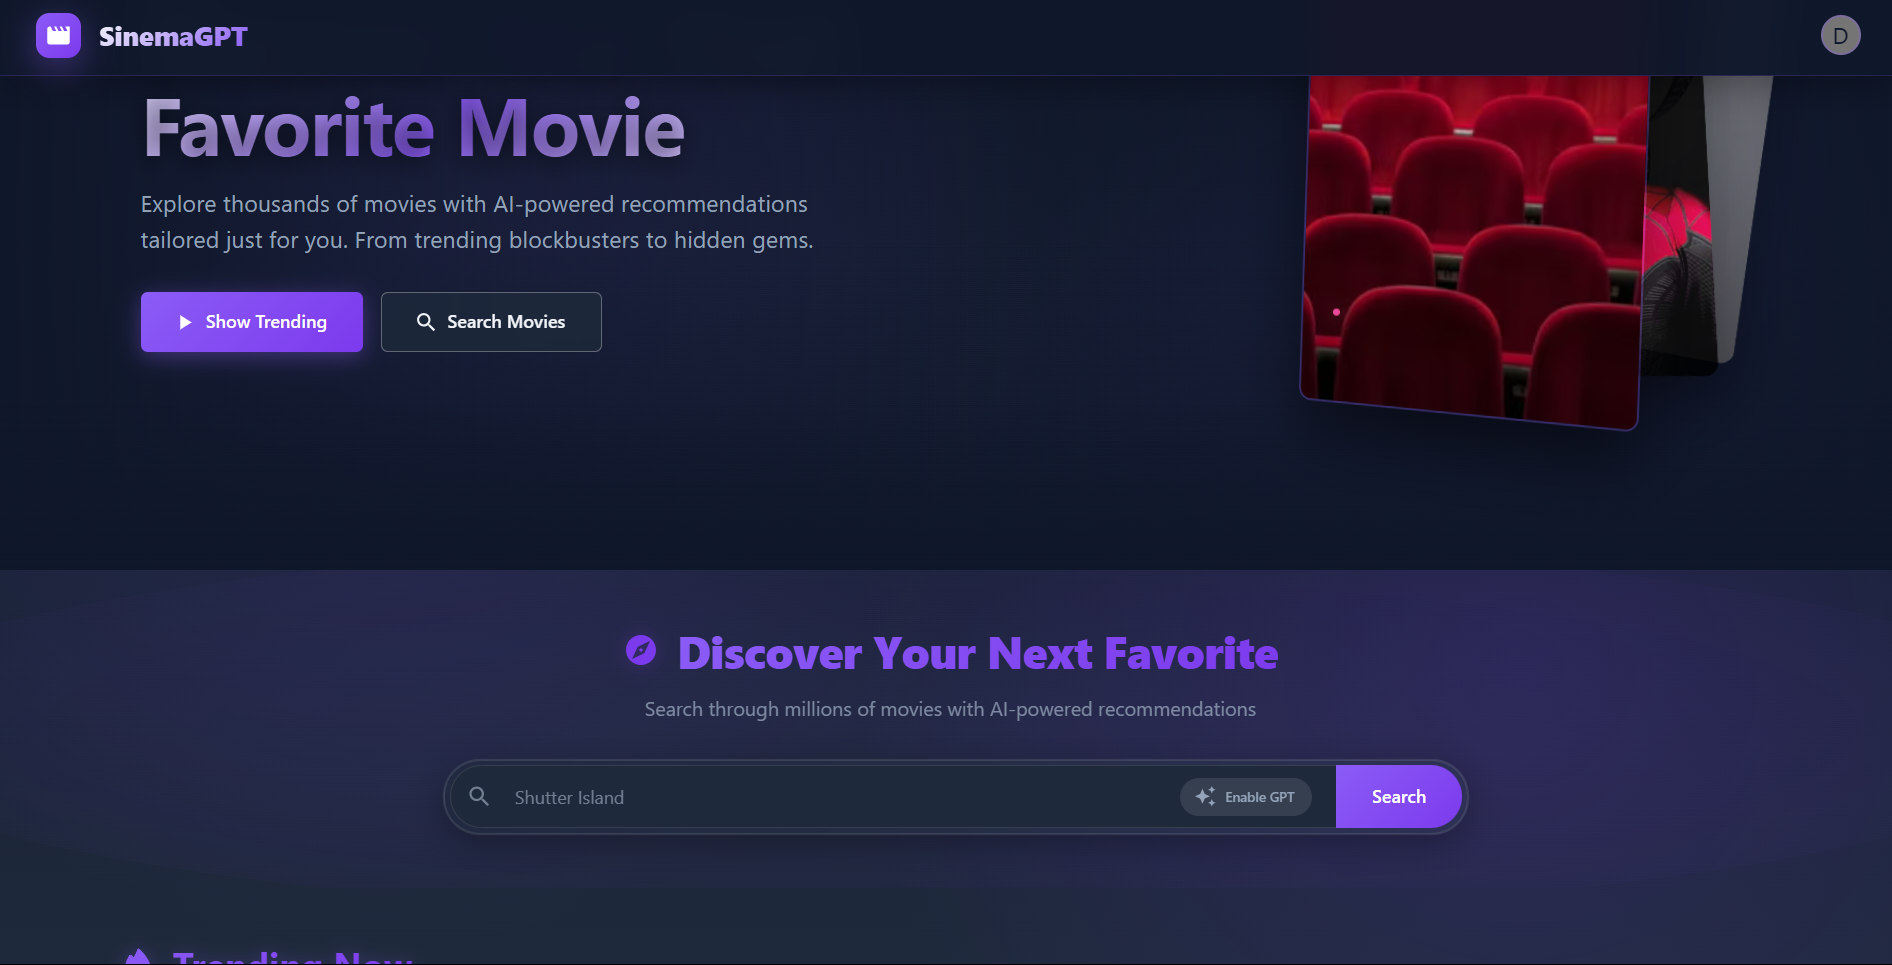 SinemaGPT
D
Favorite Movie
Explore thousands of movies with AI-powered recommendations
tailored just for you. From trending blockbusters to hidden gems.
Show Trending
Search Movies
Discover Your Next Favorite
Search through millions of movies with AI-powered recommendations
Shutter Island
Enable GPT
Search
Trending Now